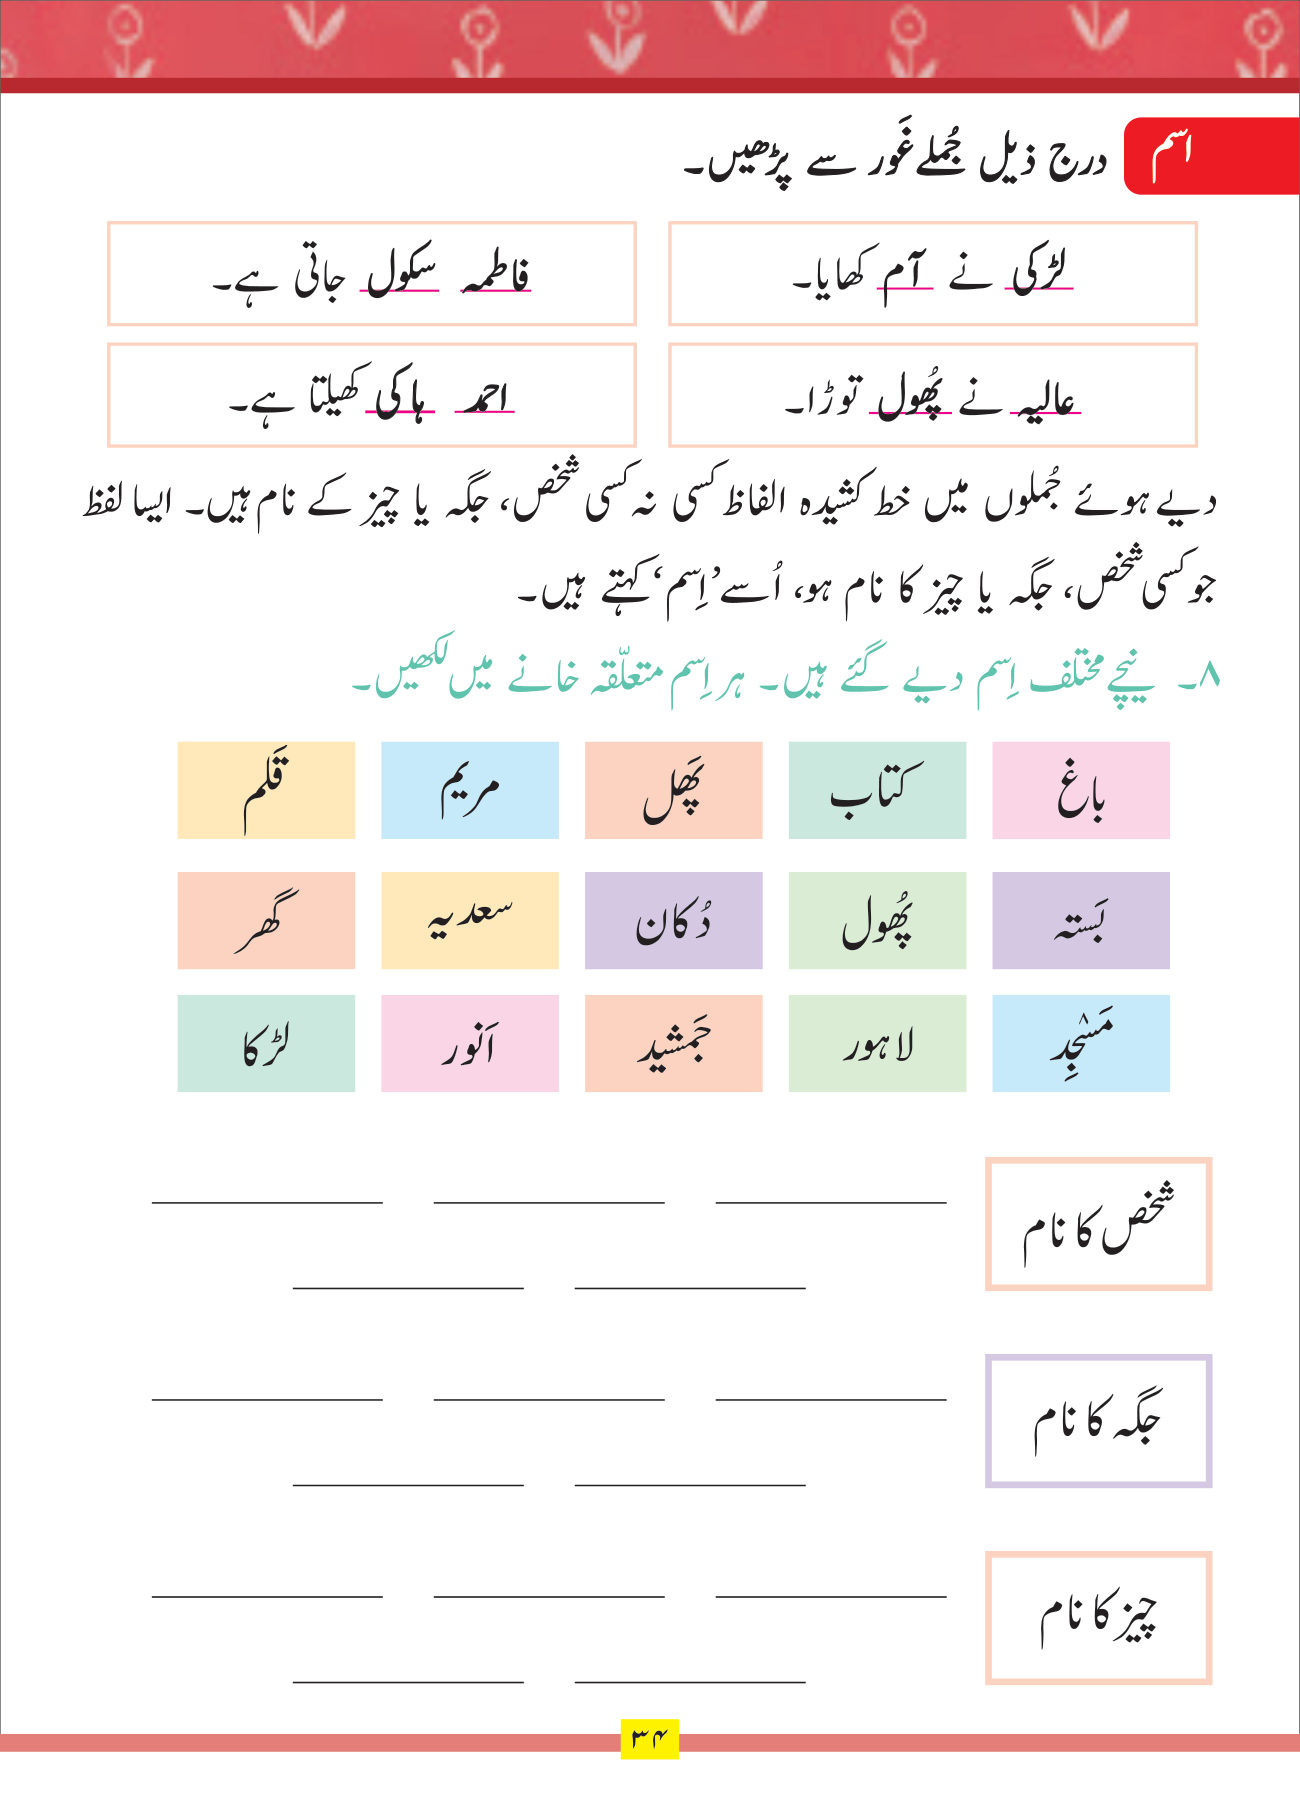 اسم
درج ذیل جُملے غَور سے پڑھیں۔
لڑکی نے آم کھایا۔
فاطمہ سکول جاتی ہے۔
عالیہ نے پُھول توڑا۔
احمد ہاکی کھیلتا ہے۔
دیے ہوئے جُملوں میں خط کشیدہ الفاظ کسی نہ کسی شخص، جگہ یا چیز کے نام ہیں۔ ایسا لفظ
جو کسی شخص، جگہ یا چیز کا نام ہو، اُسے ’اِسم‘ کہتے ہیں۔
۸۔ نیچے مختلف اِسم دیے گئے ہیں۔ ہر اِسم متعلّقہ خانے میں لکھیں۔
باغ کتاب پَھل مریم قَلم
بَستہ پُھول دُکان سعدیہ گھر
مَسْجِد لاہور جَمشید اَنور لڑکا
شخص کا نام
جگہ کا نام
چیز کا نام
۳۴